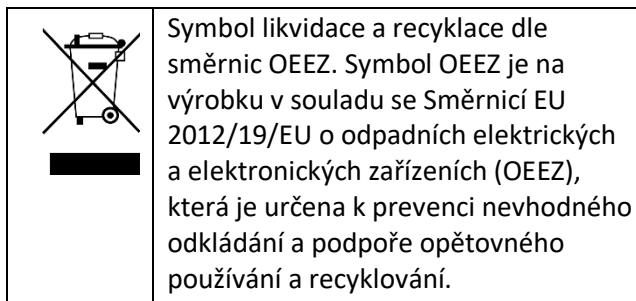 Symbol likvidace a recyklace dle
směrnic OEEZ. Symbol OEEZ je na
výrobku v souladu se Směrnicí EU
2012/19/EU o odpadních elektrických
a elektronických zařízeních (OEEZ),
která je určena k prevenci nevhodného
odkládání a podpoře opětovného
používání a recyklování.